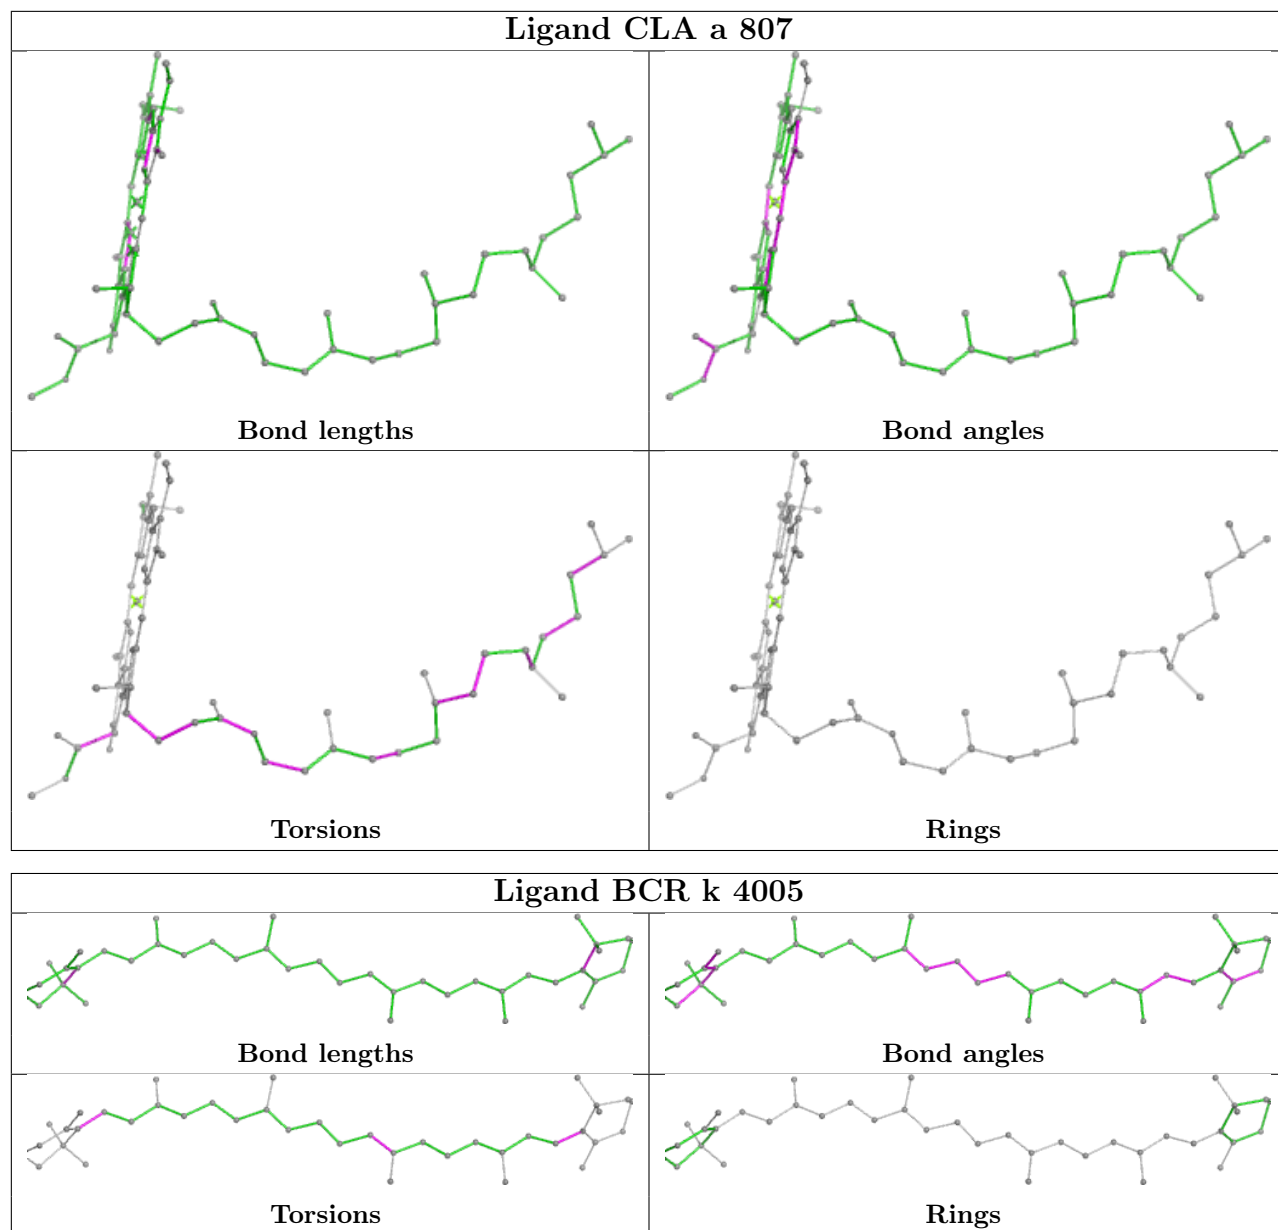 Ligand CLA a 807
Bond lengths
Bond angles
Torsions
Rings
Ligand BCR k 4005
Bond lengths
Bond angles
Torsions
Rings